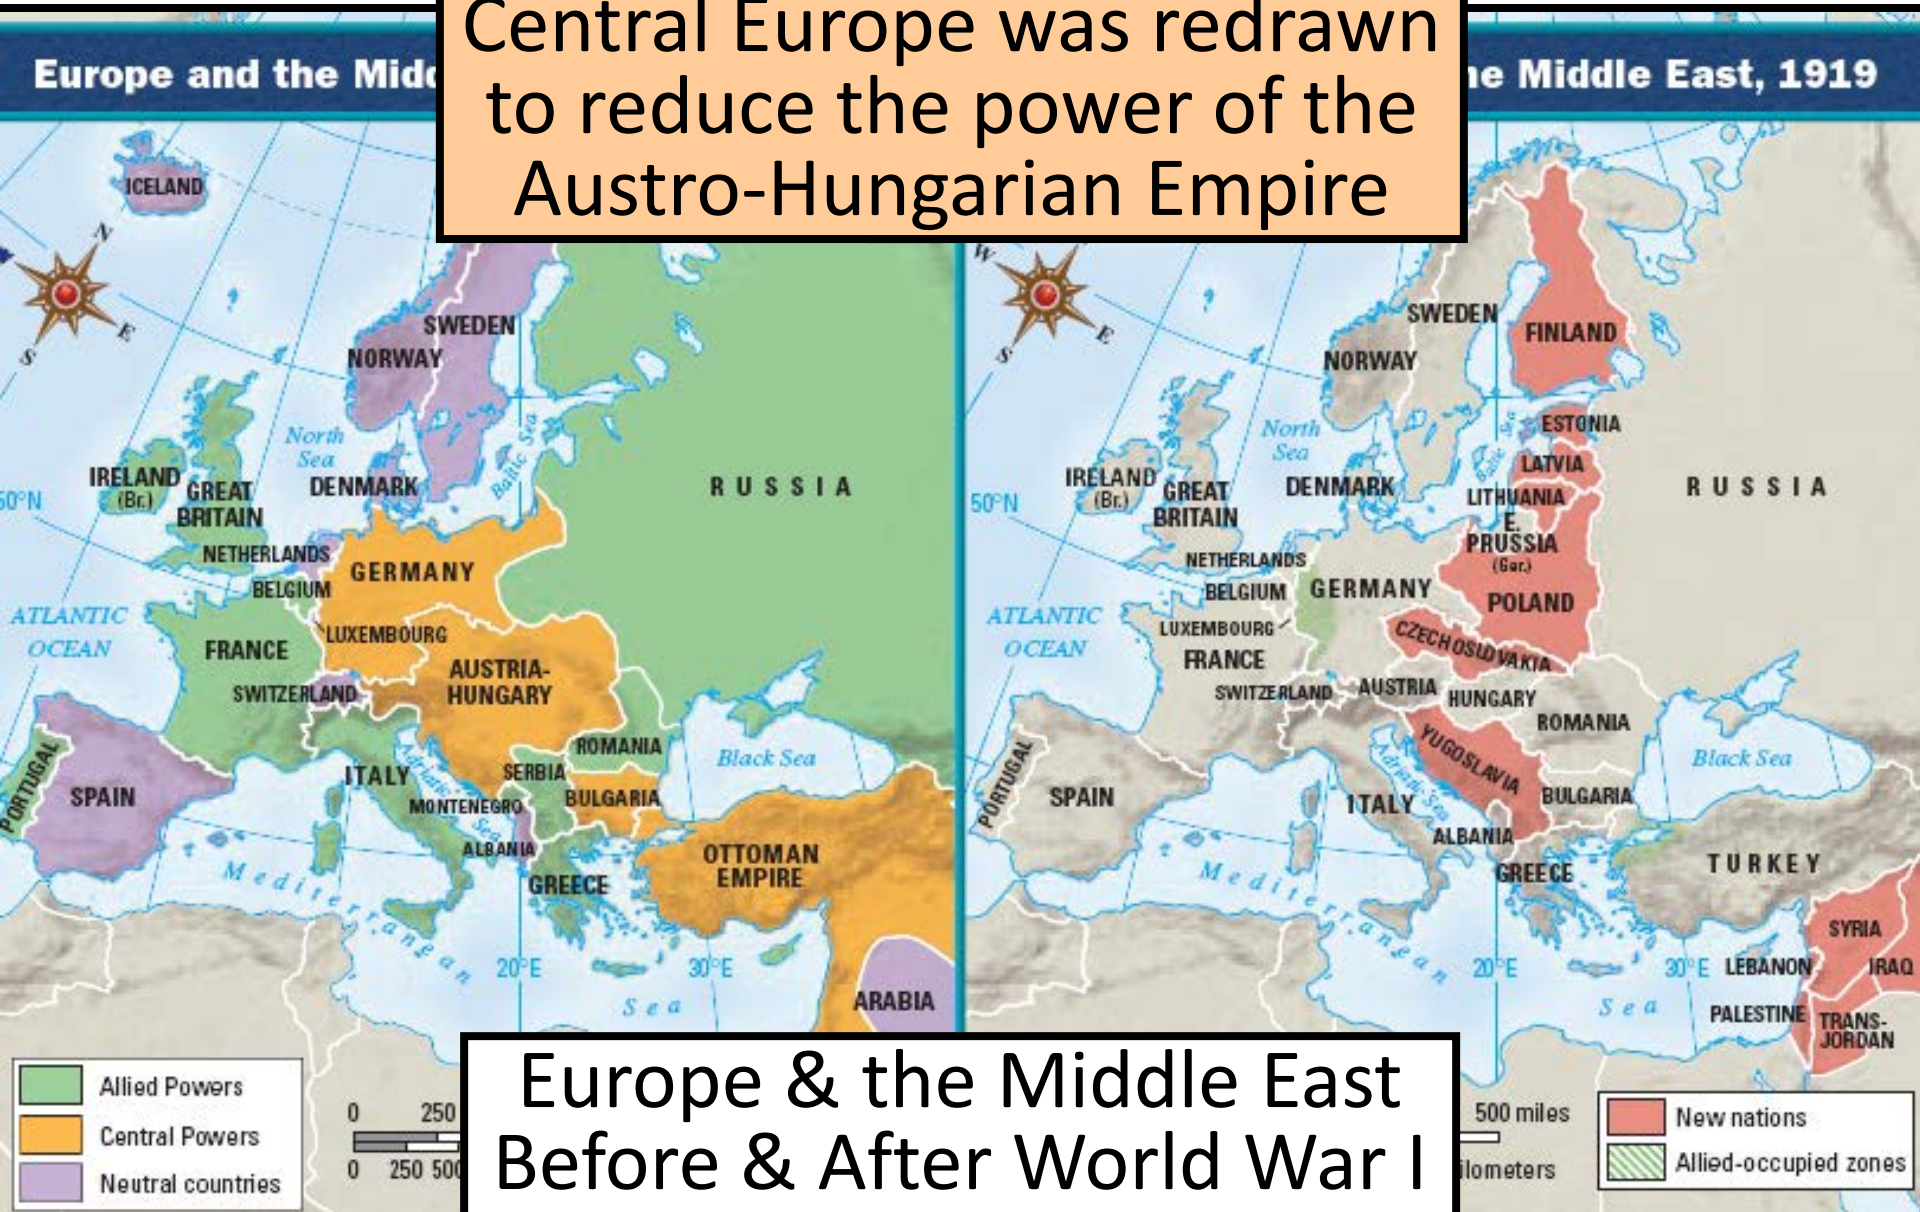 Central Europe was redrawn
to reduce the power of the
Austro-Hungarian Empire
Europe and the
ICELAND
N
E
S
SWEDEN
NORWAY
North
Sea
Baltic Sea
IRELAND
(Br.)
GREAT
BRITAIN
DENMARK
RUSSIA
50°N
NETHERLANDS
GERMANY
BELGIUM
ATLANTIC
OCEAN
LUXEMBOURG
FRANCE
AUSTRIA-
HUNGARY
SWITZERLAND
ROMANIA
Black Sea
PORTUGAL
SPAIN
ITALY
Adriatic Sea
SERBIA
MONTENEGRO
BULGARIA
ALBANIA
OTTOMAN
EMPIRE
GREECE
Mediterranean
Sea
20°E
30°E
ARABIA
Allied Powers
Central Powers
Neutral countries
0 250
0 250 500
Middle East, 1919
W
E
S
SWEDEN
FINLAND
NORWAY
ESTONIA
North
Sea
Baltic
LATVIA
IRELAND
(Br.)
GREAT
BRITAIN
DENMARK
LITHUANIA
RUSSIA
50°N
E.
PRUSSIA
(Ger.)
NETHERLANDS
BELGIUM
GERMANY
POLAND
ATLANTIC
OCEAN
LUXEMBOURG
CZECHOSLOVAKIA
FRANCE
SWITZERLAND
AUSTRIA
HUNGARY
ROMANIA
YUGOSLAVIA
Black Sea
PORTUGAL
SPAIN
ITALY
Adriatic Sea
BULGARIA
ALBANIA
GREECE
TURKEY
Mediterranean
Sea
SYRIA
20°E
30°E
LEBANON
IRAQ
PALESTINE
TRANS-
JORDAN
500 miles
New nations
Allied-occupied zones
Europe & the Middle East
Before & After World War I